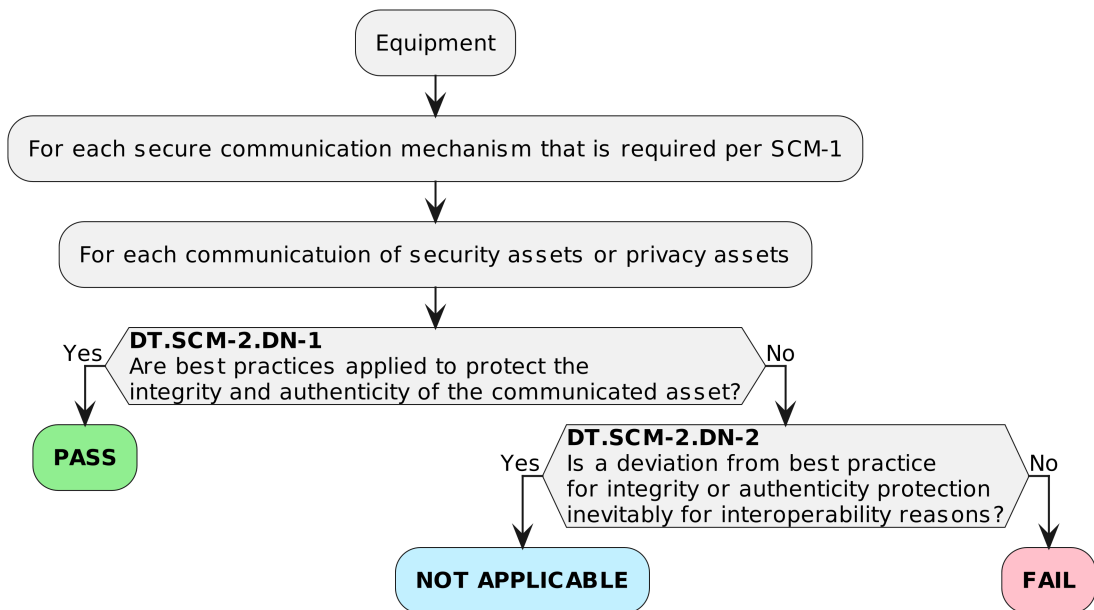 Equipment
For each secure communication mechanism that is required per SCM-1
For each communicatuion of security assets or privacy assets
Yes
DT.SCM-2.DN-1
Are best practices applied to protect the
integrity and authenticity of the communicated asset?
No
PASS
Yes
DT.SCM-2.DN-2
Is a deviation from best practice
for integrity or authenticity protection
inevitably for interoperability reasons?
No
NOT APPLICABLE
FAIL